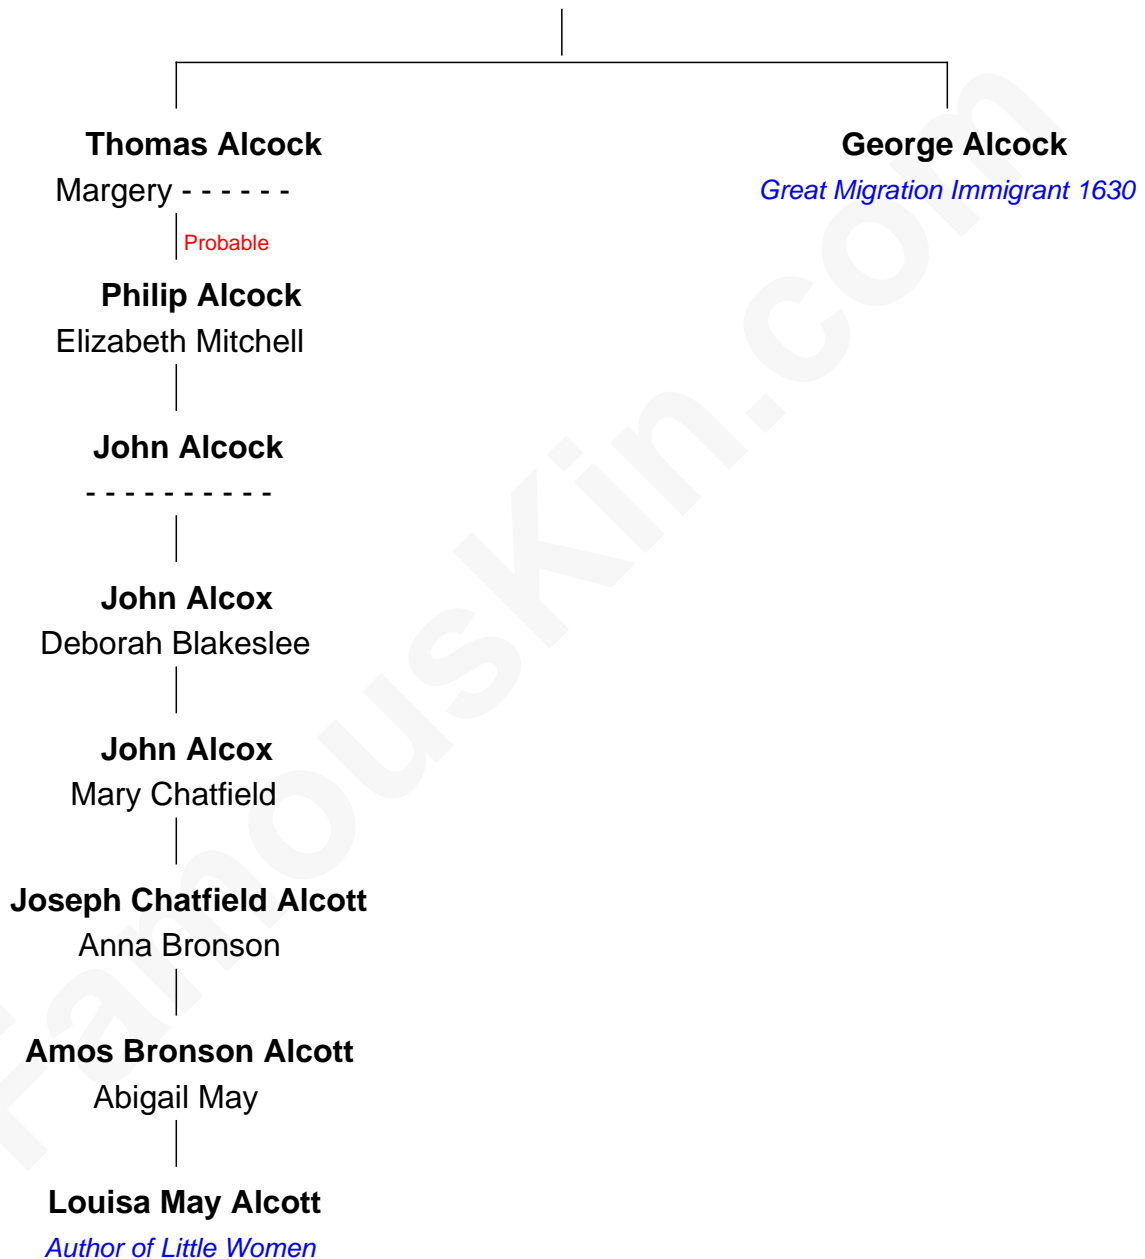 Thomas Alcock
George Alcock
Margery - - - - - -
Great Migration Immigrant 1630
Probable
Philip Alcock
Elizabeth Mitchell
John Alcock
- - - - - - - - - -
John Alcox
Deborah Blakeslee
John Alcox
Mary Chatfield
Joseph Chatfield Alcott
Anna Bronson
Amos Bronson Alcott
Abigail May
Louisa May Alcott
Author of Little Women
FamousKin.com